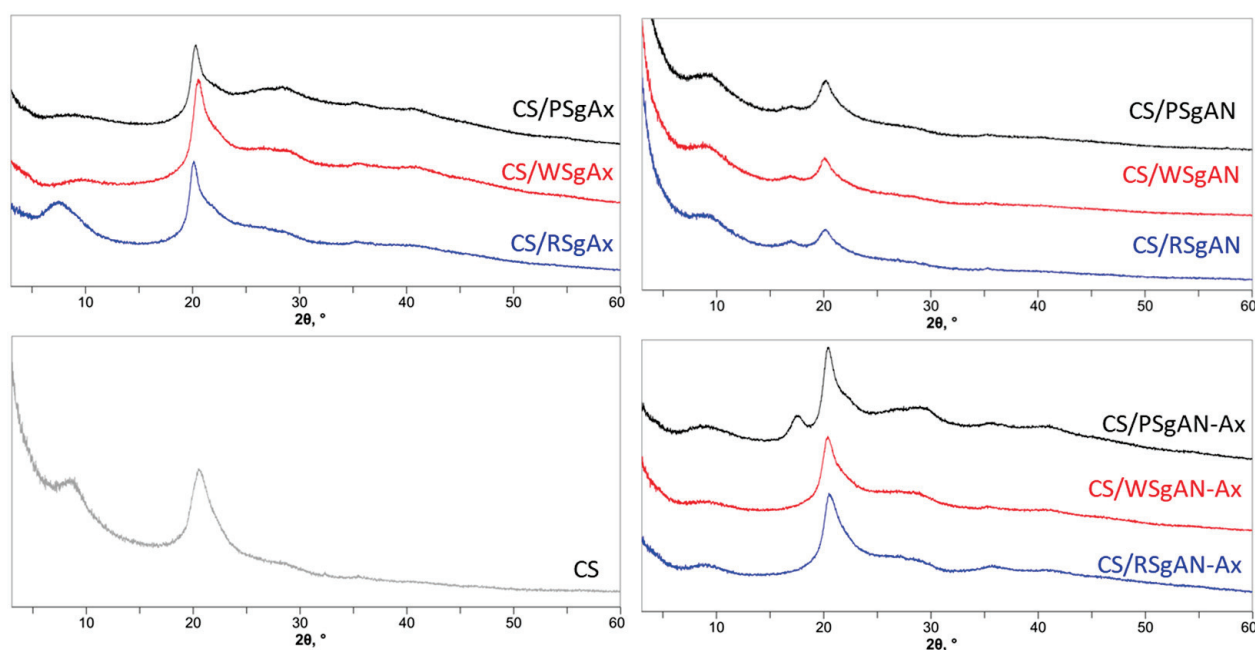 CS/PSgAx
CS/WSgAx
CS/RSgAx
10 20 30 40 50 60
2θ, °
CS/PSgAN
CS/WSgAN
CS/RSgAN
10 20 30 40 50 60
2θ, °
CS
10 20 30 40 50 60
2θ, °
CS/PSgAN-Ax
CS/WSgAN-Ax
CS/RSgAN-Ax
10 20 30 40 50 60
2θ, °